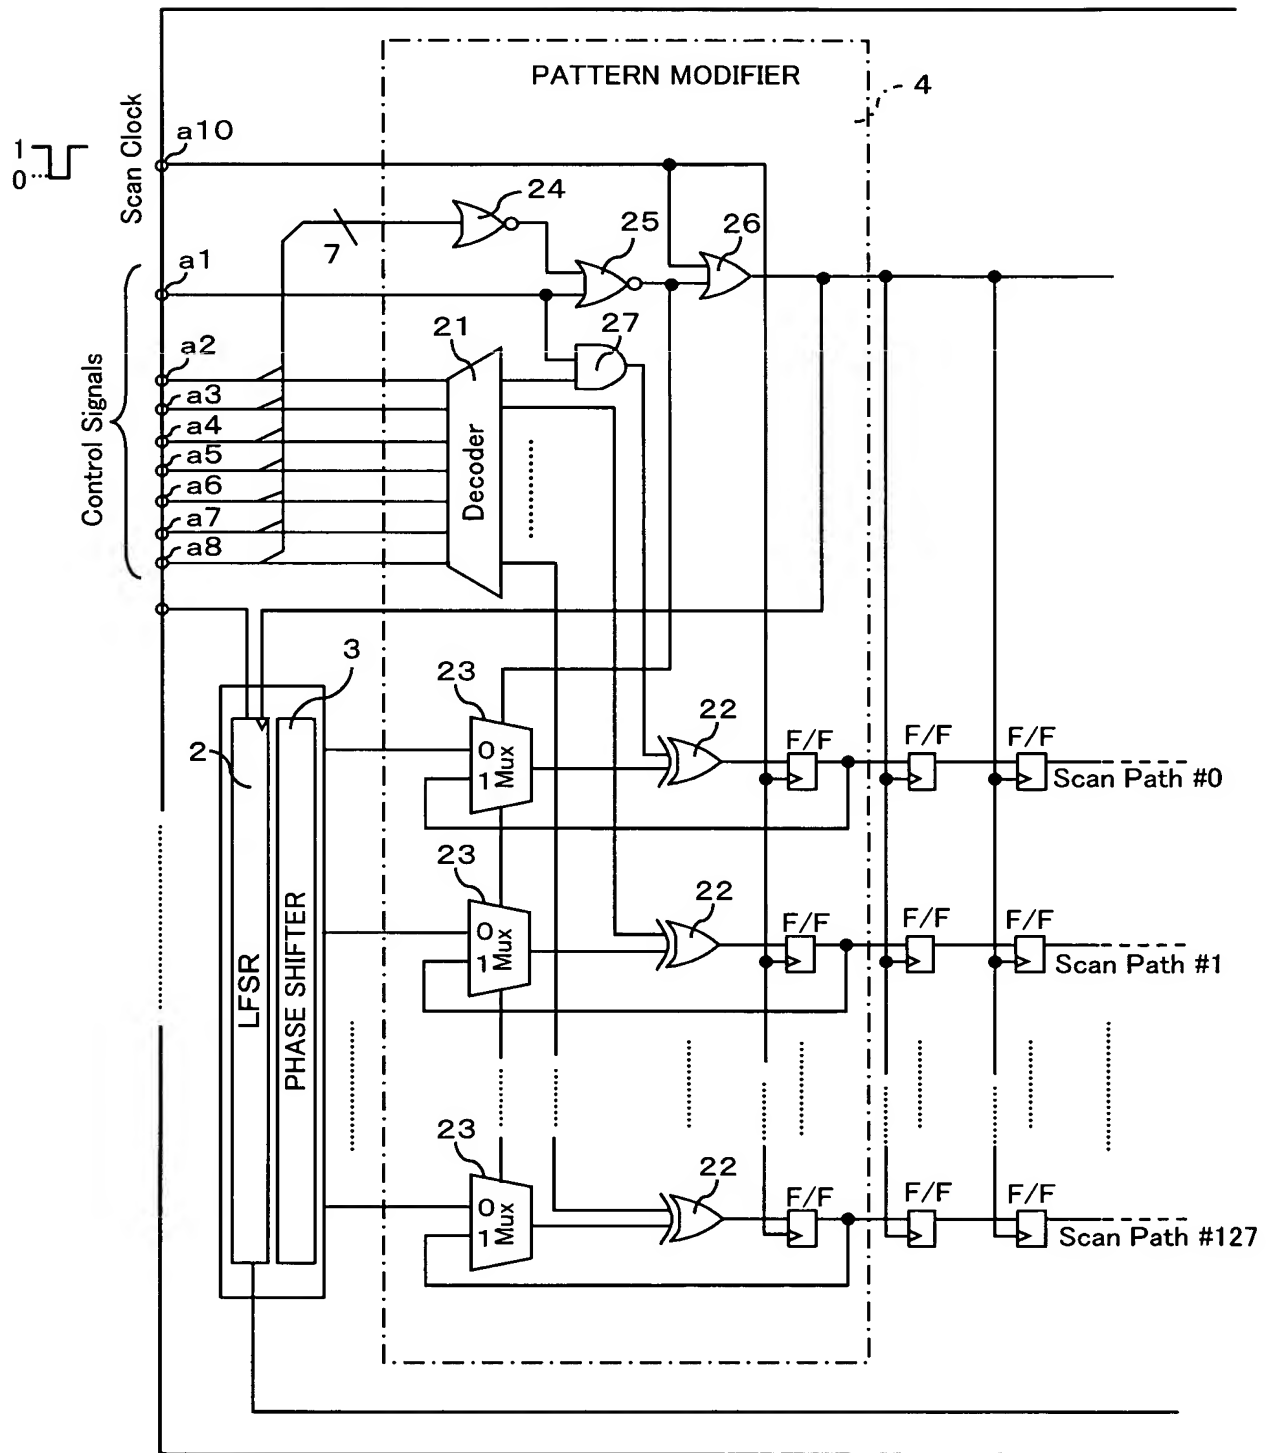 PATTERN MODIFIER
4
Scan Clock
a10
1
0
24
7
25
26
a1
27
Control Signals
a2
21
a3
a4
a5
a6
a7
a8
Decoder
3
23
22
F/F
F/F
F/F
2
0
1
Mux
Scan Path #0
23
22
F/F
F/F
F/F
0
1
Mux
Scan Path #1
LFSR
PHASE SHIFTER
23
22
F/F
F/F
F/F
0
1
Mux
Scan Path #127